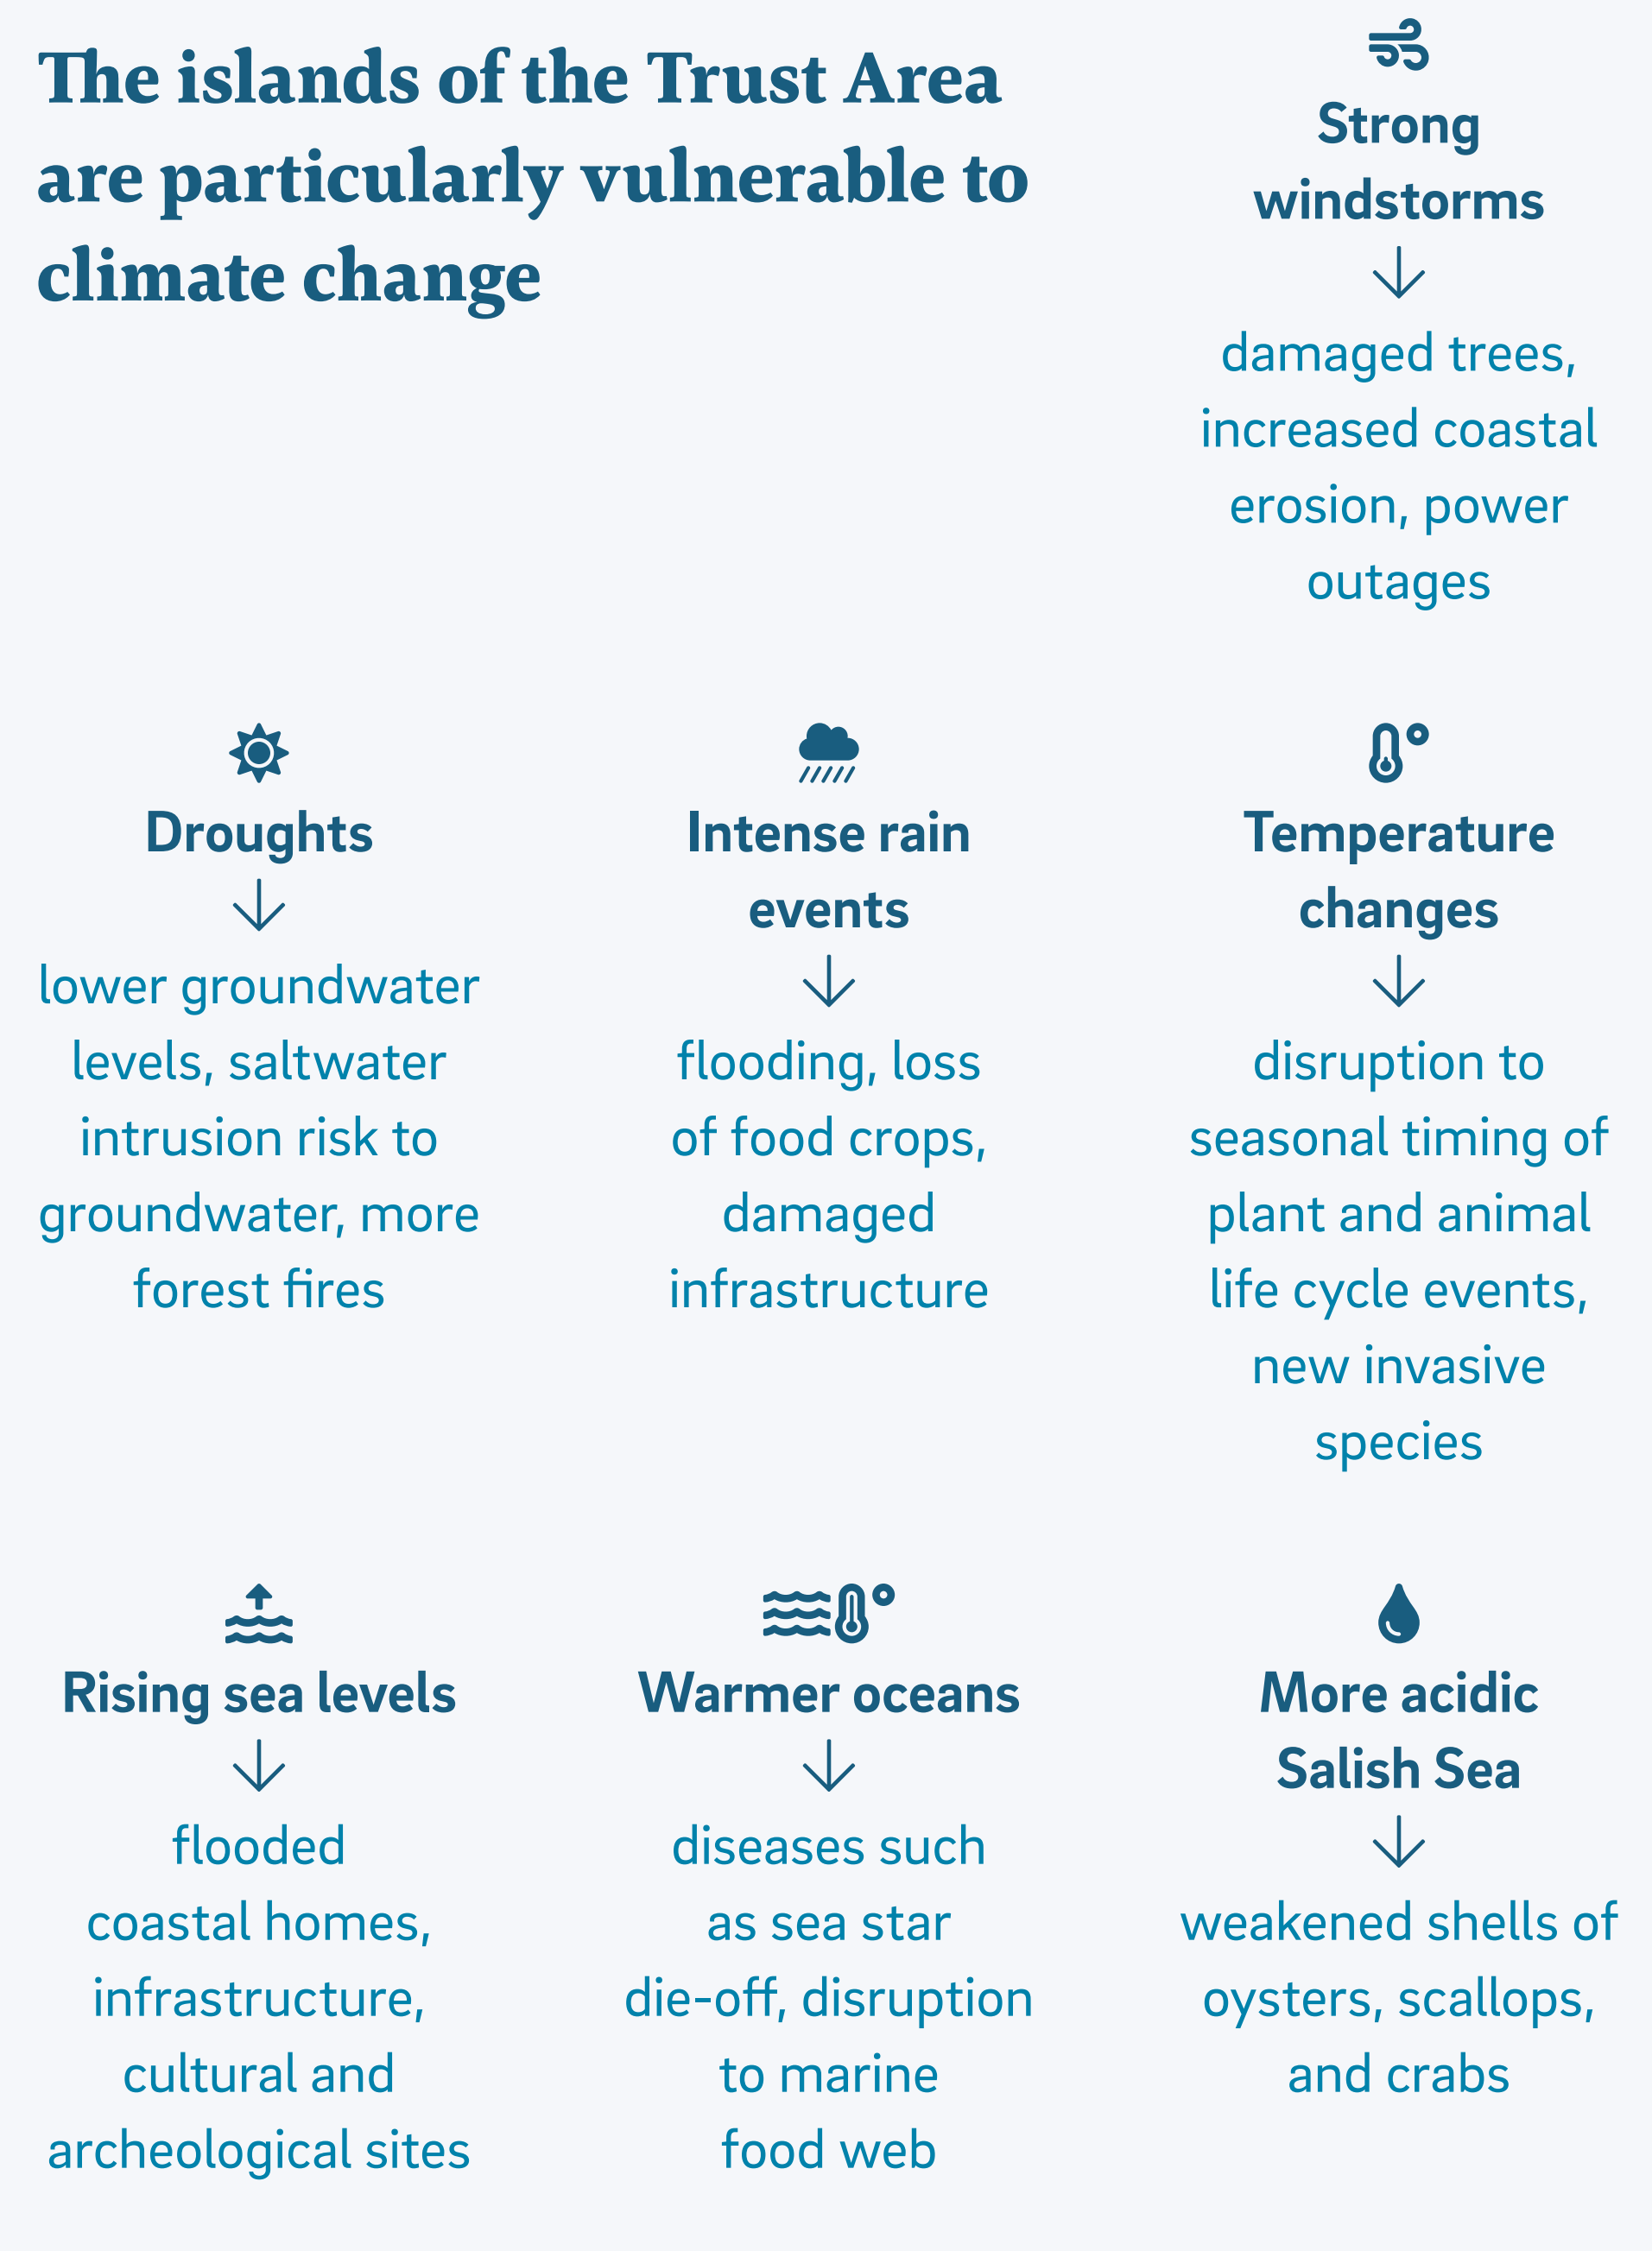 The islands of the Trust Area
are particularly vulnerable to
climate change
Strong
windstorms
damaged trees,
increased coastal
erosion, power
outages
Droughts
lower groundwater
levels, saltwater
intrusion risk to
groundwater, more
forest fires
Intense rain
events
flooding, loss
of food crops,
damaged
infrastructure
Temperature
changes
disruption to
seasonal timing of
plant and animal
life cycle events,
new invasive
species
Rising sea levels
flooded
coastal homes,
infrastructure,
cultural and
archeological sites
Warmer oceans
diseases such
as sea star
die-off, disruption
to marine
food web
More acidic
Salish Sea
weakened shells of
oysters, scallops,
and crabs